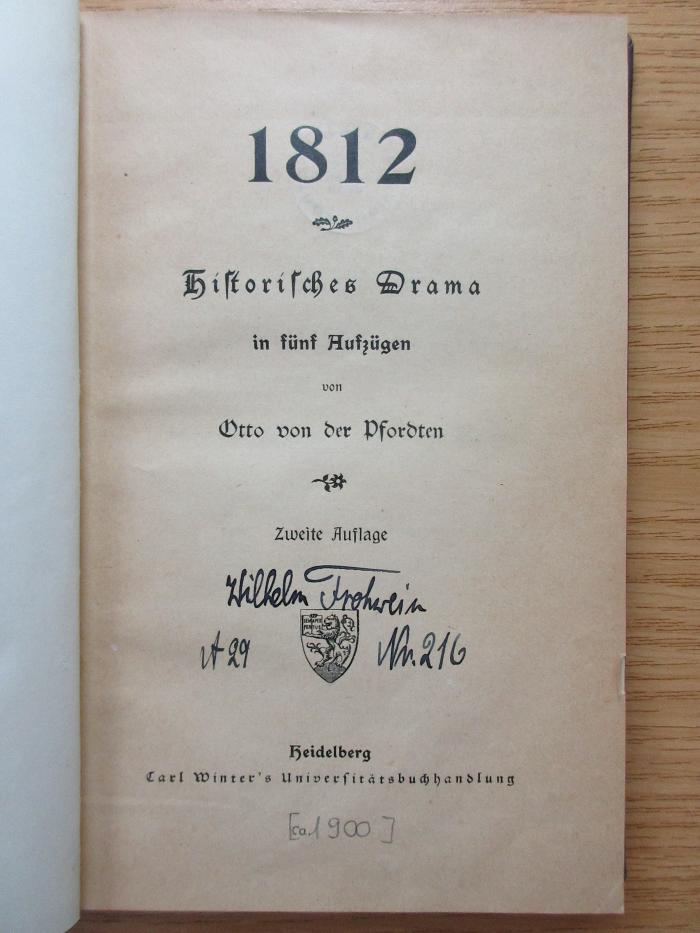 1812
Historisches Drama
in fünf Aufzügen
von
Otto von der Pfordten
Zweite Auflage
Wilhelm Frohwein
A 29
Nr. 216
Heidelberg
Carl Winter's Universitätsbuchhandlung
[ca. 1900]